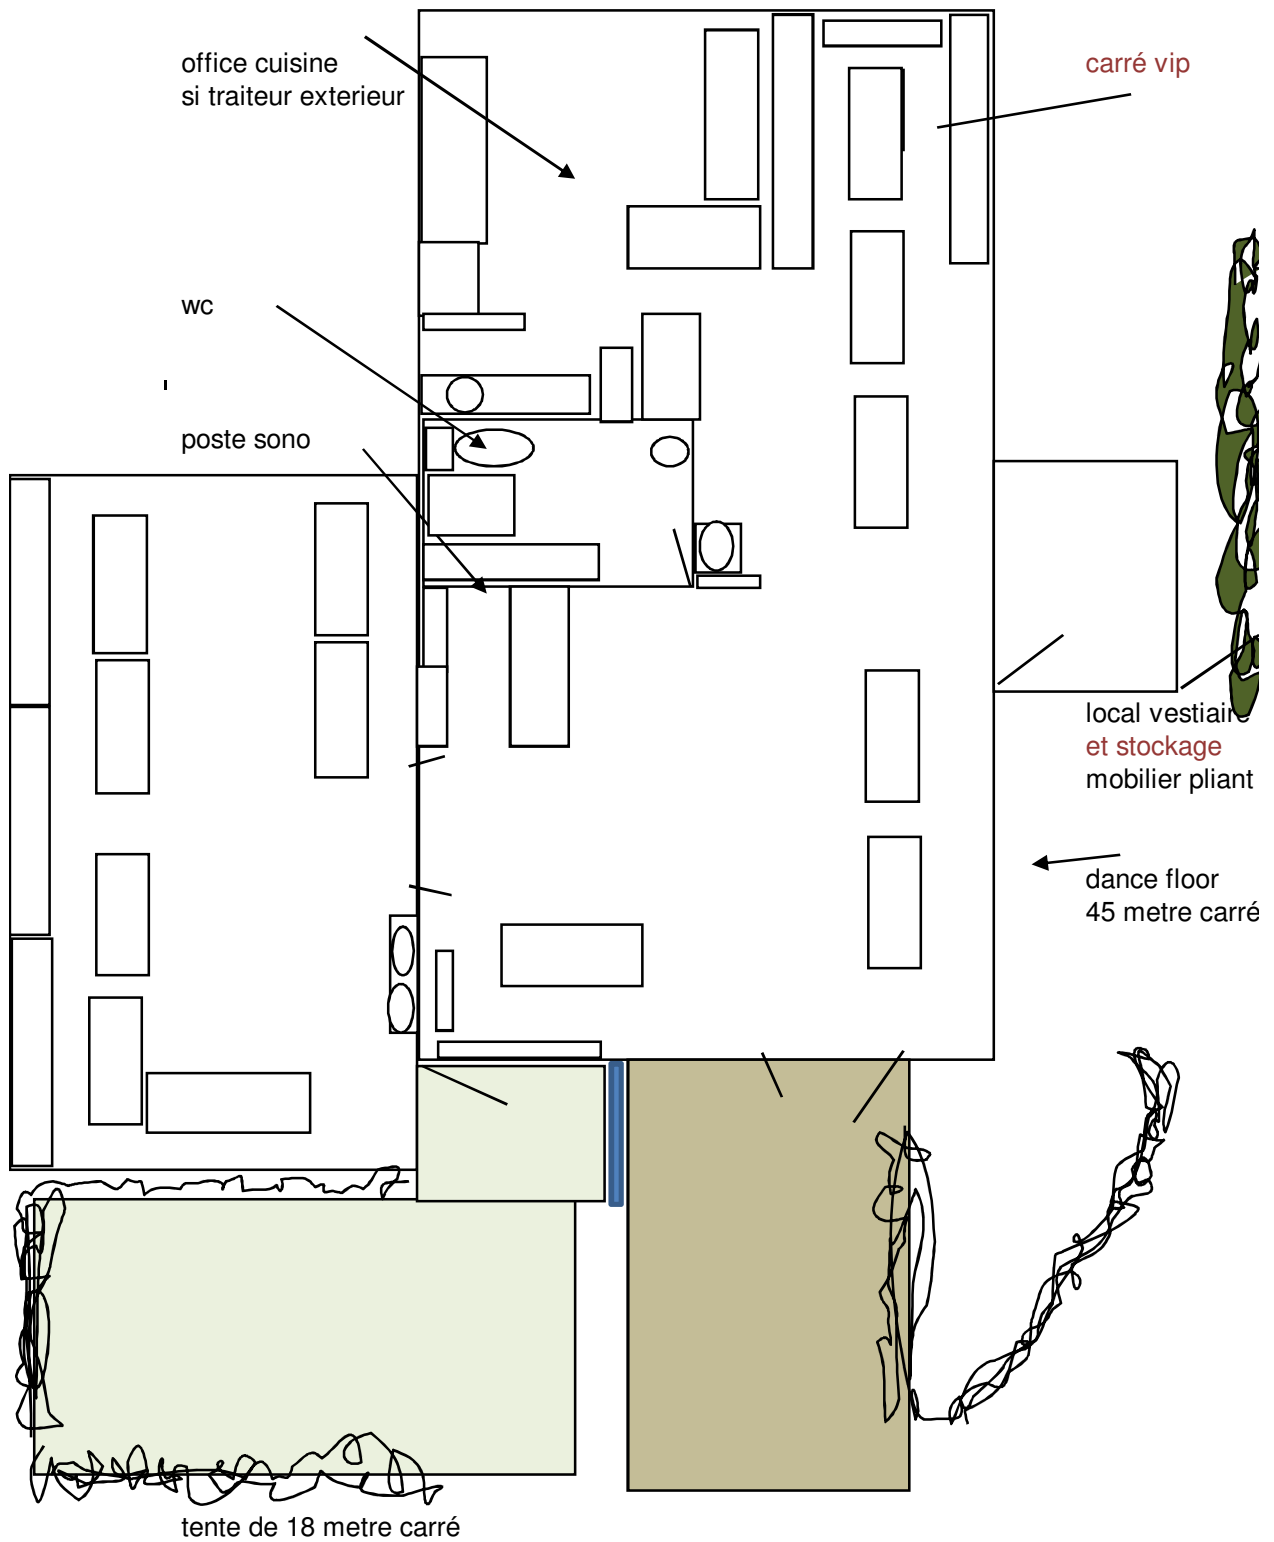 office cuisine
si traiteur exterieur
carré vip
wc
poste sono
local vestiaire
et stockage
mobilier pliant
dance floor
45 metre carré
tente de 18 metre carré